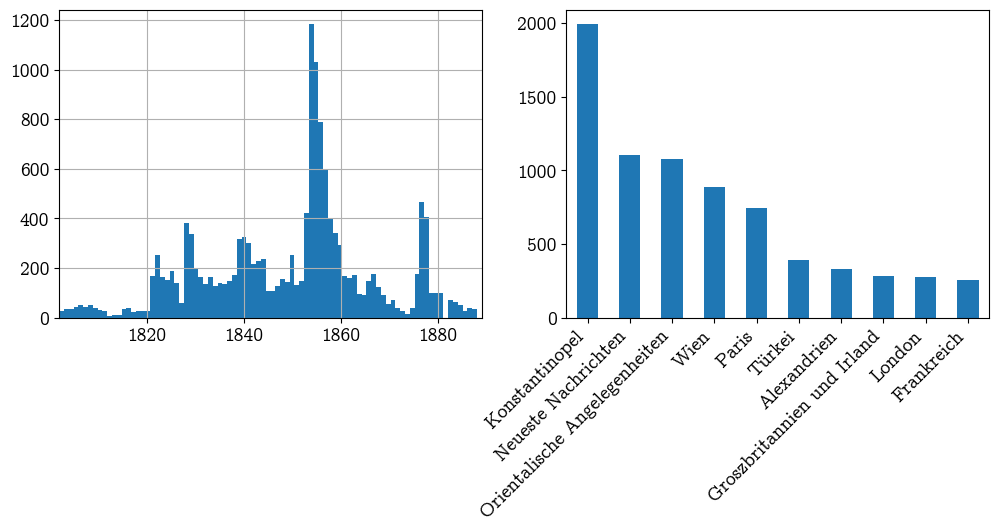 1200
1000
800
600
400
200
0
1820 1840 1860 1880
2000
1500
1000
500
0
Konstantinopel
Neueste Nachrichten
Orientalische Angelegenheiten
Wien
Paris
Türkei
Alexandrien
Groszbritannien und Irland
London
Frankreich